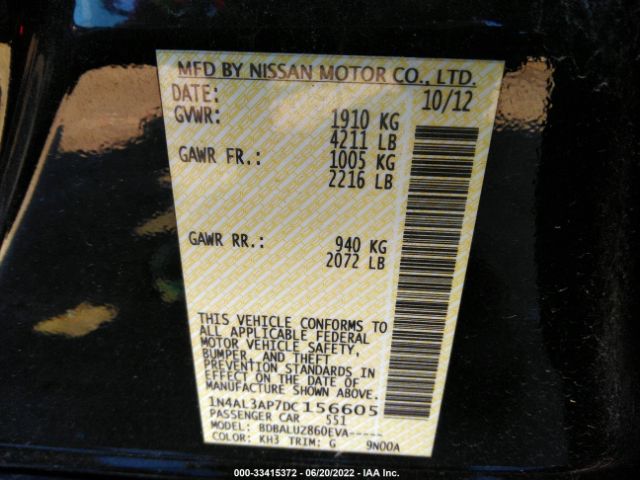 MFD BY NISSAN MOTOR CO., LTD.
DATE: 10/12
GVWR: 1910 KG
4211 LB
GAWR FR.: 1005 KG
2216 LB
GAWR RR.: 940 KG
2072 LB
THIS VEHICLE CONFORMS TO
ALL APPLICABLE FEDERAL
MOTOR VEHICLE SAFETY,
BUMPER, AND THEFT
PREVENTION STANDARDS IN
EFFECT ON THE DATE OF
MANUFACTURE SHOWN ABOVE.
1N4AL3AP7DC156605
PASSENGER CAR 551
MODEL: BDBALUZ860EVA-----
COLOR: KH3 TRIM: G 9N00A
000-33415372 - 06/20/2022 - IAA Inc.